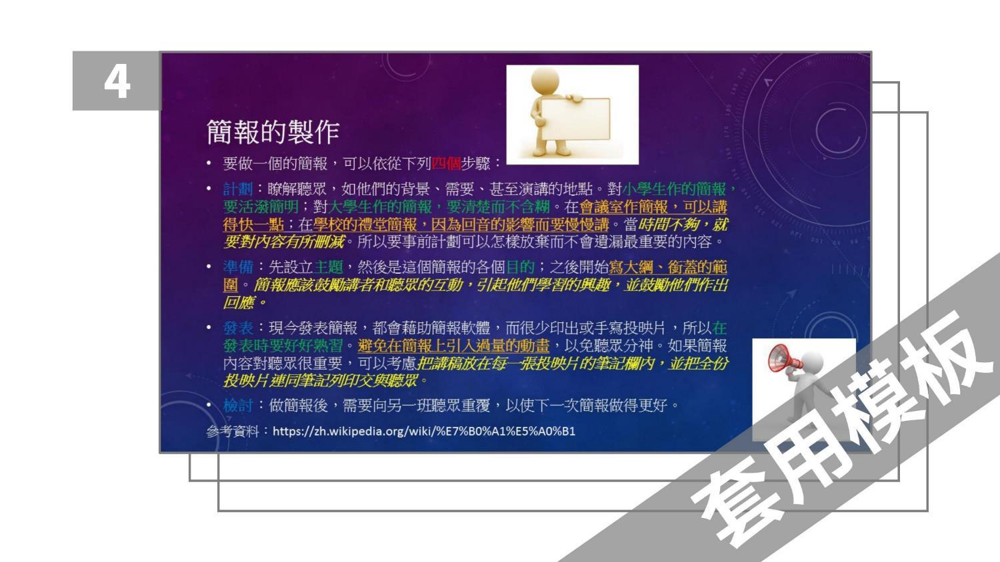 4
簡報的製作
• 要做一個的簡報，可以依從下列四個步驟：
• 計劃：瞭解聽眾，如他們的背景、需要、甚至演講的地點。對小學生作的簡報，
要活潑簡明；對大學生作的簡報，要清楚而不含糊。在會議室作簡報，可以講
得快一點；在學校的禮堂簡報，因為回音的影響而要慢慢講。當時間不夠，就
要對內容有所刪減。所以要事前計劃可以怎樣放棄而不會遺漏最重要的內容。
• 準備：先設立主題，然後是這個簡報的各個目的；之後開始寫大綱、銜蓋的範
圍。簡報應該鼓勵講者和聽眾的互動，引起他們學習的興趣，並鼓勵他們作出
回應。
• 發表：現今發表簡報，都會藉助簡報軟體，而很少印出或手寫投映片，所以在
發表時要好好熟習。避免在簡報上引入過量的動畫，以免聽眾分神。如果簡報
內容對聽眾很重要，可以考慮把講稿放在每一張投映片的筆記欄內，並把全份
投映片連同筆記列印交與聽眾。
• 檢討：做簡報後，需要向另一班聽眾重覆，以使下一次簡報做得更好。
參考資料：https://zh.wikipedia.org/wiki/%E7%B0%A1%E5%A0%B1
套用模板